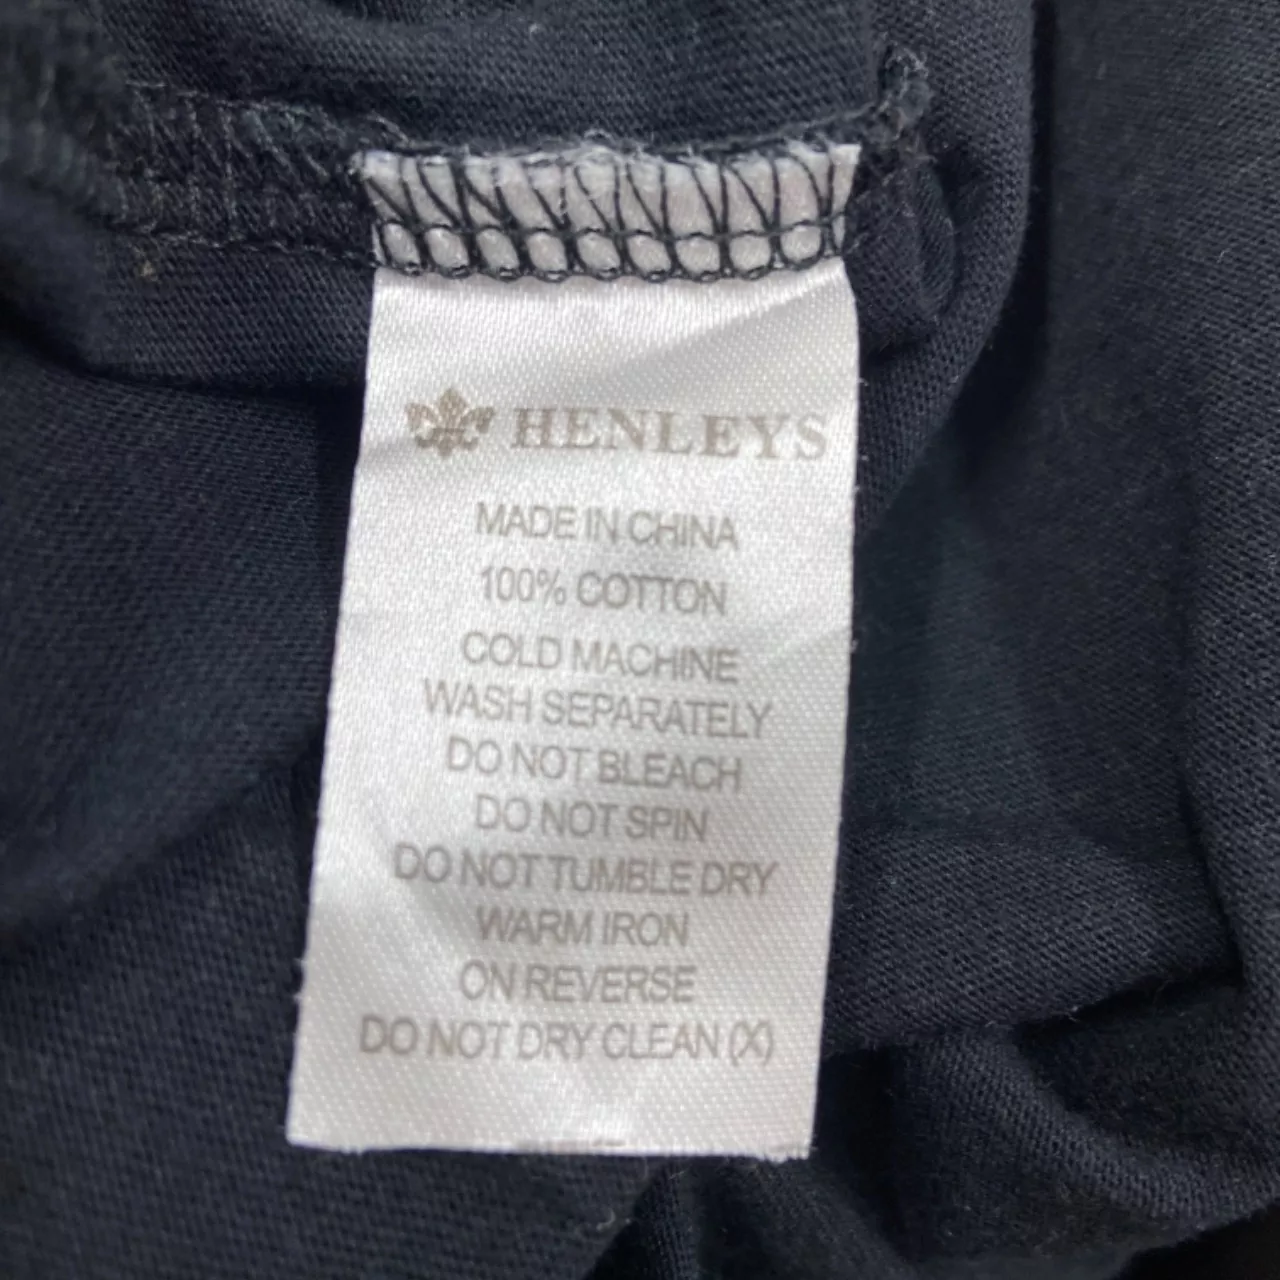 HENLEYS
MADE IN CHINA
100% COTTON
COLD MACHINE
WASH SEPARATELY
DO NOT BLEACH
DO NOT SPIN
DO NOT TUMBLE DRY
WARM IRON
ON REVERSE
DO NOT DRY CLEAN (X)